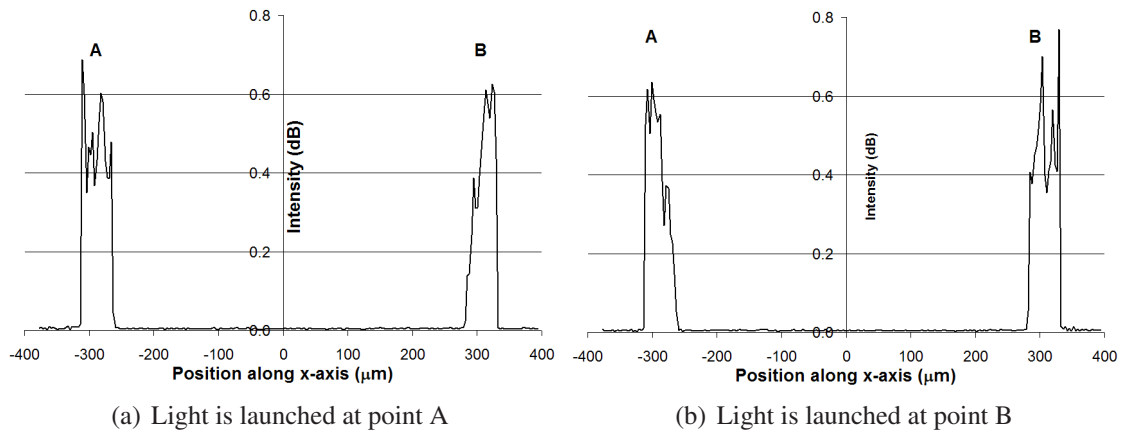 0.8
A
B
0.6
Intensity (dB)
0.4
0.2
0.0
-400 -300 -200 -100 0 100 200 300 400
Position along x-axis (μm)
(a) Light is launched at point A
0.8
A
B
0.6
Intensity (dB)
0.4
0.2
0.0
-400 -300 -200 -100 0 100 200 300 400
Position along x-axis (μm)
(b) Light is launched at point B